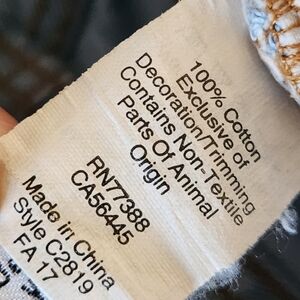 100% Cotton
Exclusive of
Decoration/Trimming
Contains Non-Textile
Parts Of Animal
Origin
RN77388
CA56445
Made in China
Style C2819
FA 17